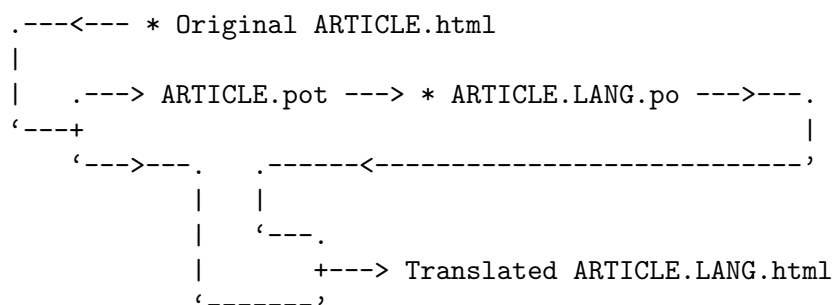 .---<--- * Original ARTICLE.html
|
|   .---> ARTICLE.pot ---> * ARTICLE.LANG.po --->---.
‘---+                                               |
    ‘--->---.   .------<----------------------------’
            |   |
            |   ‘---.
            |       +---> Translated ARTICLE.LANG.html
            ‘-------’